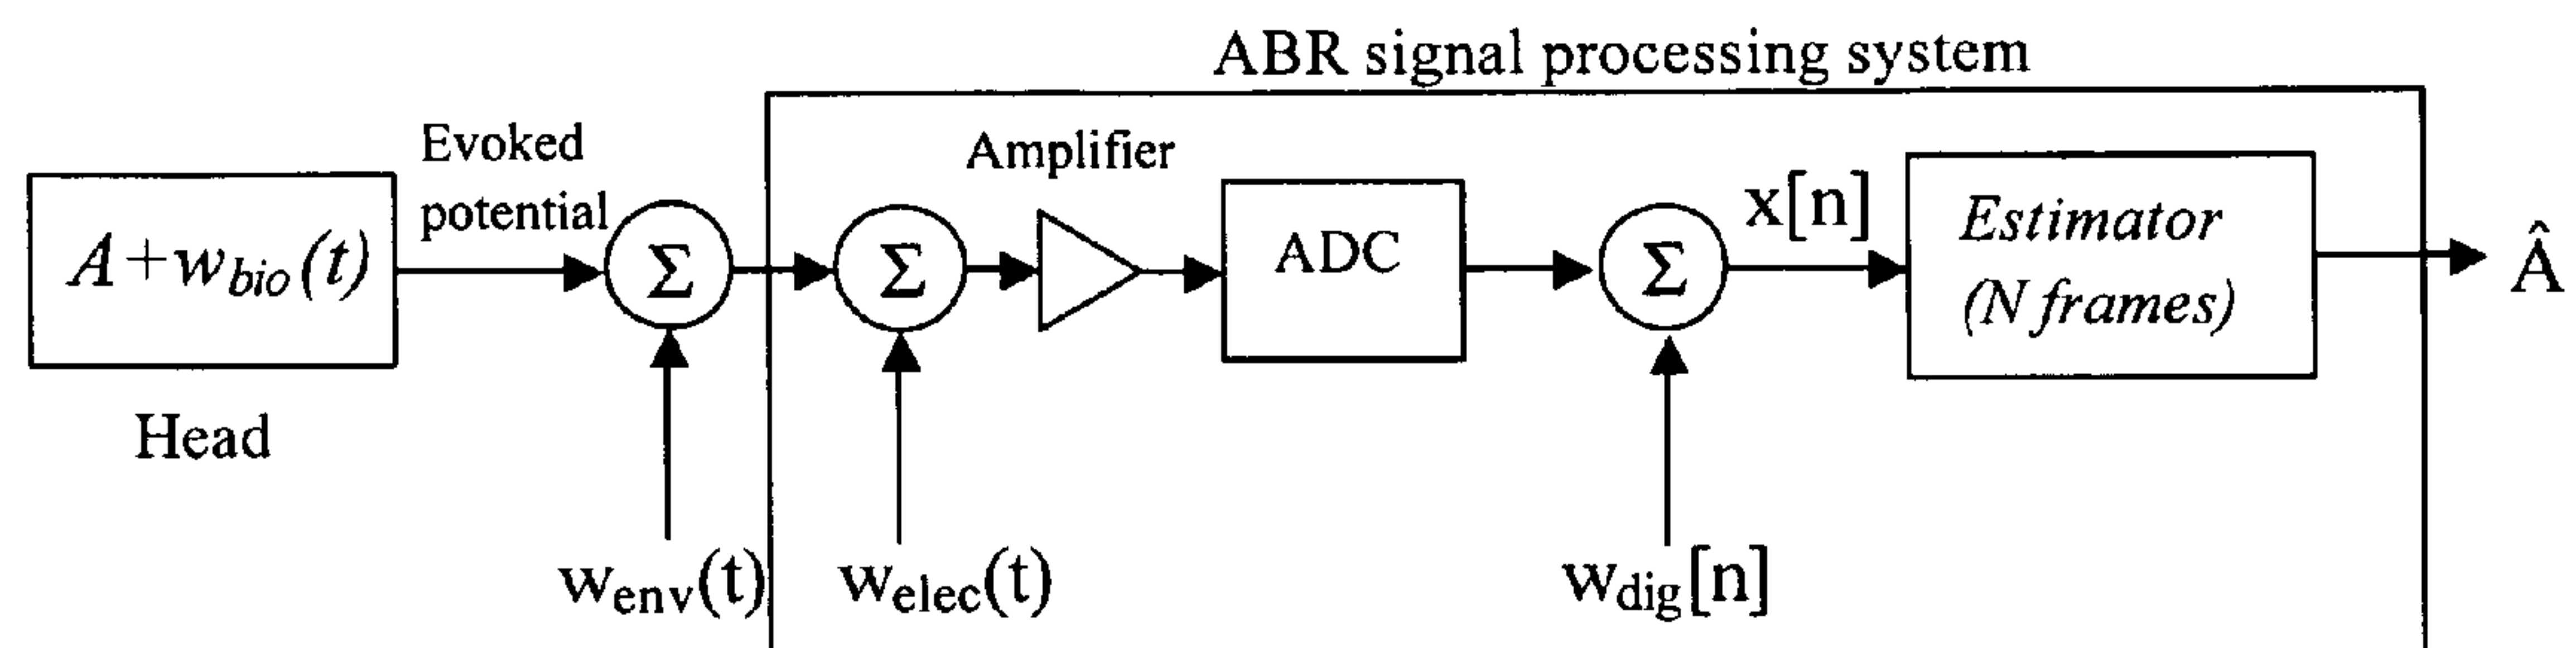 ABR signal processing system
Evoked
potential
Amplifier
A+w_bio(t)
Σ
Σ
ADC
Σ
x[n]
Estimator
(N frames)
Â
Head
w_env(t)
w_elec(t)
w_dig[n]